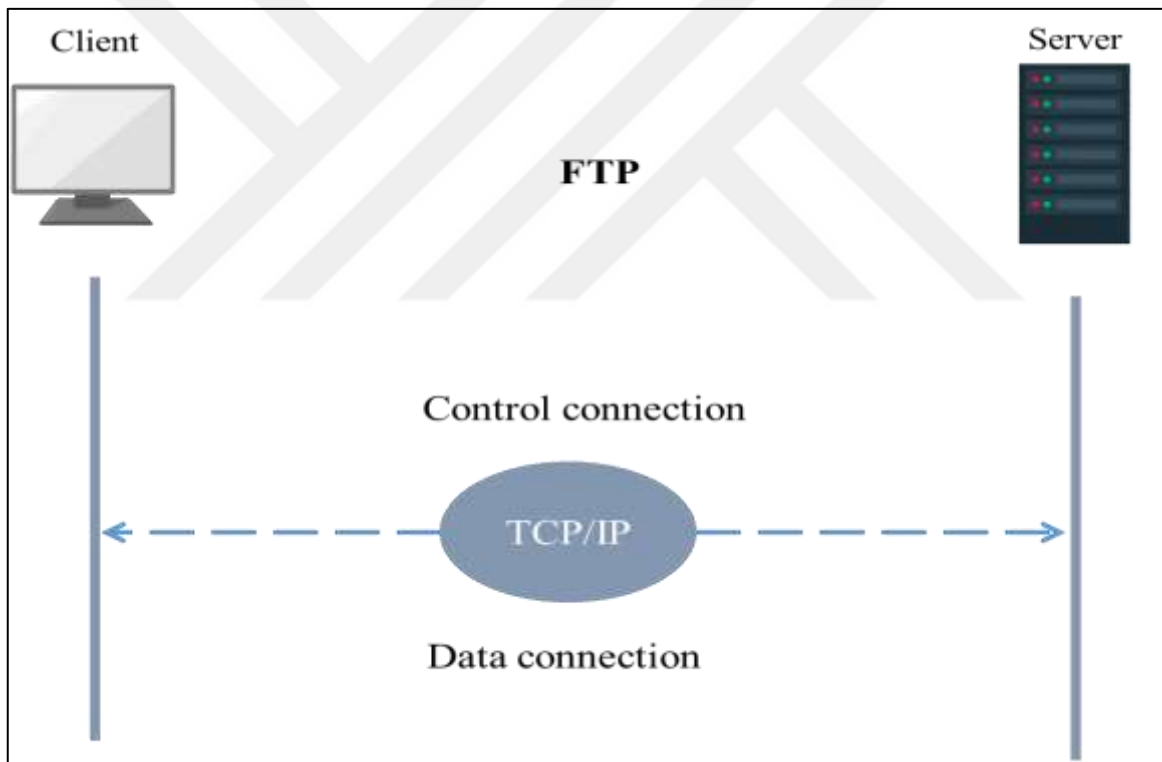 Client
Server
FTP
Control connection
TCP/IP
Data connection